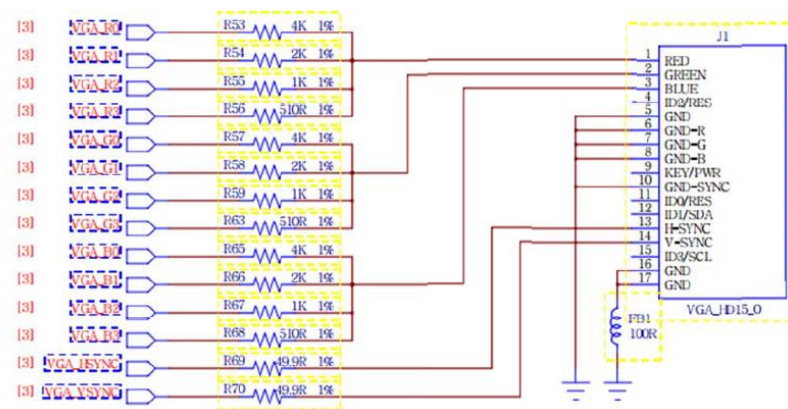 [3] VGA_R0 R53 4K 1%
[3] VGA_R1 R54 2K 1%
[3] VGA_R2 R55 1K 1%
[3] VGA_R3 R56 510R 1%
[3] VGA_G0 R57 4K 1%
[3] VGA_G1 R58 2K 1%
[3] VGA_G2 R59 1K 1%
[3] VGA_G3 R63 510R 1%
[3] VGA_B0 R65 4K 1%
[3] VGA_B1 R66 2K 1%
[3] VGA_B2 R67 1K 1%
[3] VGA_B3 R68 510R 1%
[3] VGA_HSYNC R69 49.9R 1%
[3] VGA_VSYNC R70 49.9R 1%
J1
1 RED
2 GREEN
3 BLUE
4 ID2/RES
5 GND
6 GND-R
7 GND-G
8 GND-B
9 KEY/PWR
10 GND-SYNC
11 ID0/RES
12 ID1/SDA
13 H-SYNC
14 V-SYNC
15 ID3/SCL
16 GND
17 GND
VGA_HD15_0
FB1
100R